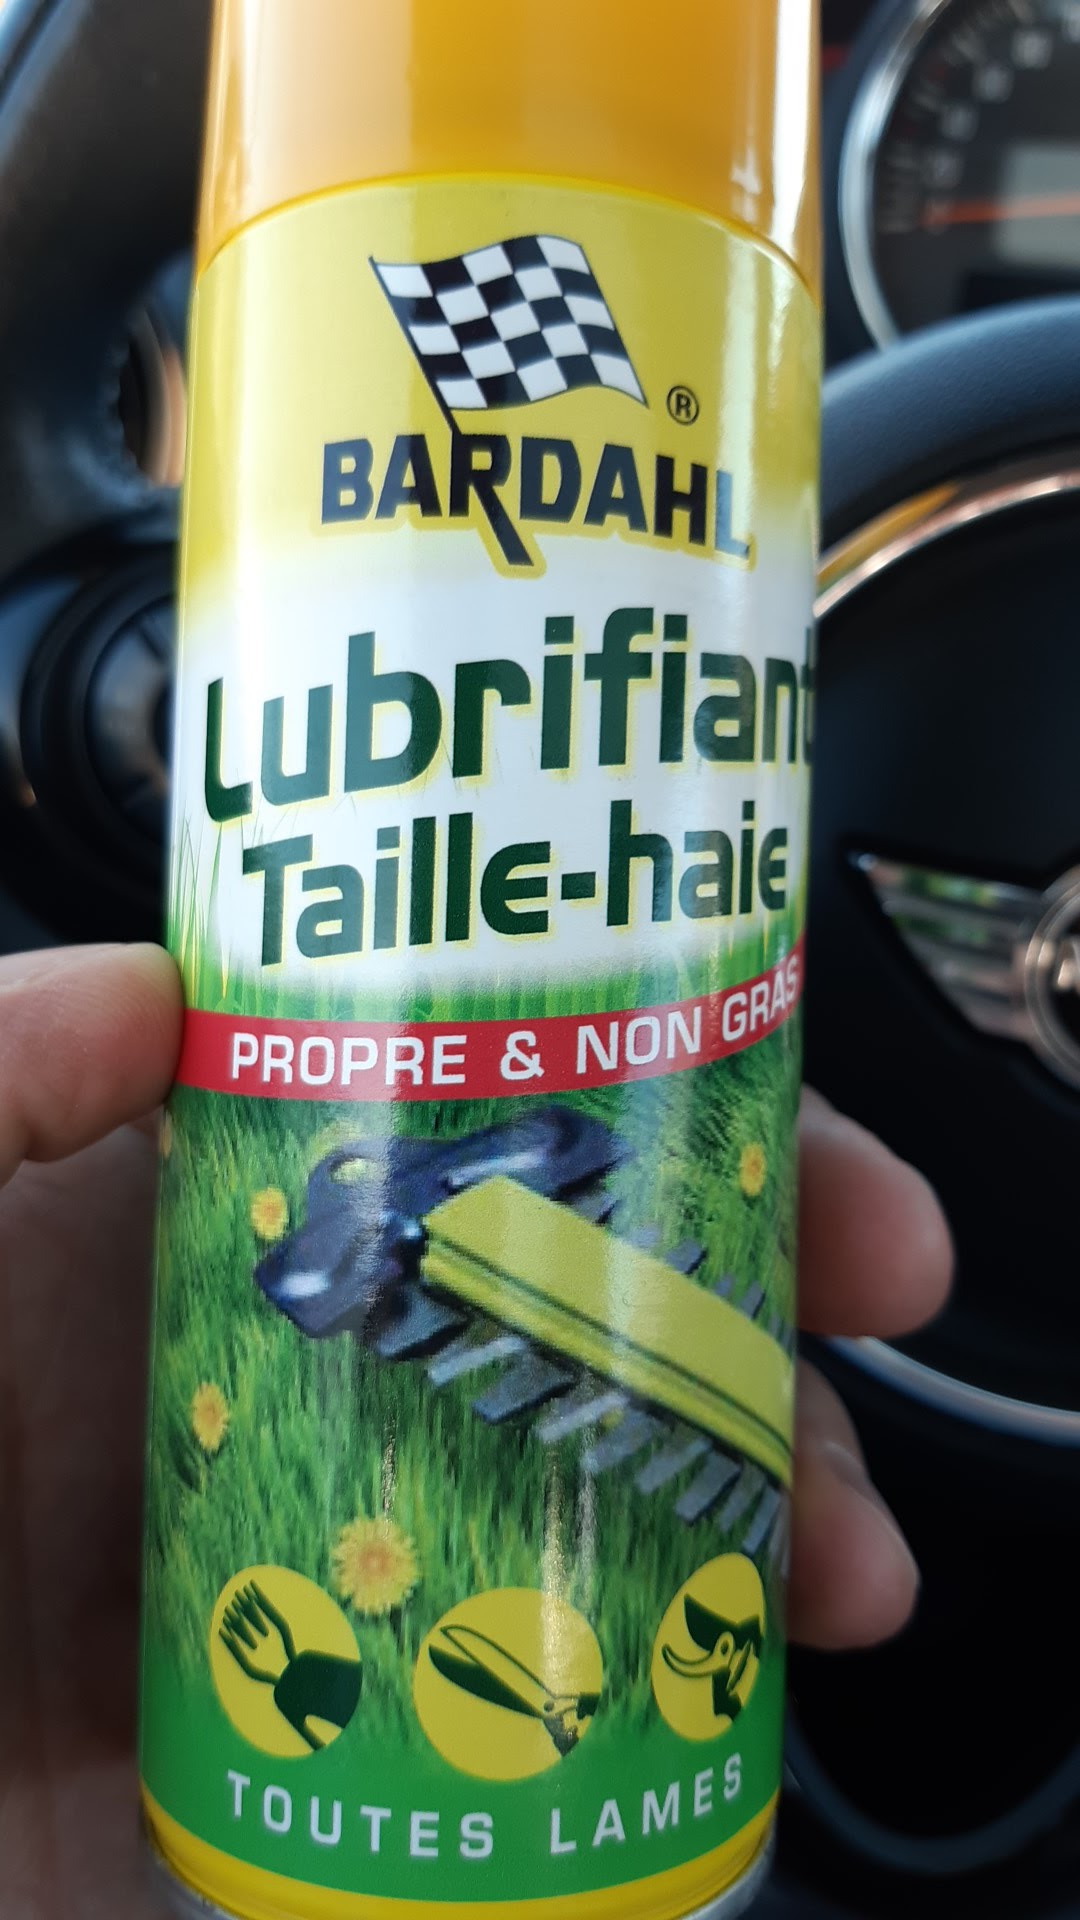 ®
BARDAHL
Lubrifiant
Taille-haie
PROPRE & NON GRAS
TOUTES LAMES